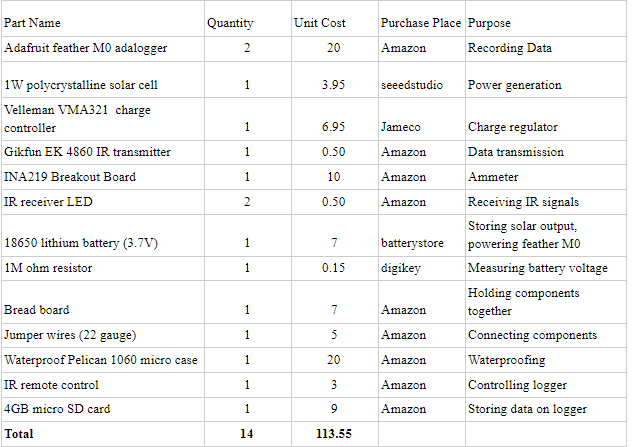 Part Name Quantity Unit Cost Purchase Place Purpose
Adafruit feather M0 adalogger 2 20 Amazon Recording Data
1W polycrystalline solar cell 1 3.95 seeedstudio Power generation
Velleman VMA321 charge
controller 1 6.95 Jameco Charge regulator
Gikfun EK 4860 IR transmitter 1 0.50 Amazon Data transmission
INA219 Breakout Board 1 10 Amazon Ammeter
IR receiver LED 2 0.50 Amazon Receiving IR signals
Storing solar output,
18650 lithium battery (3.7V) 1 7 batterystore powering feather M0
1M ohm resistor 1 0.15 digikey Measuring battery voltage
Holding components
Bread board 1 7 Amazon together
Jumper wires (22 gauge) 1 5 Amazon Connecting components
Waterproof Pelican 1060 micro case 1 20 Amazon Waterproofing
IR remote control 1 3 Amazon Controlling logger
4GB micro SD card 1 9 Amazon Storing data on logger
Total 14 113.55